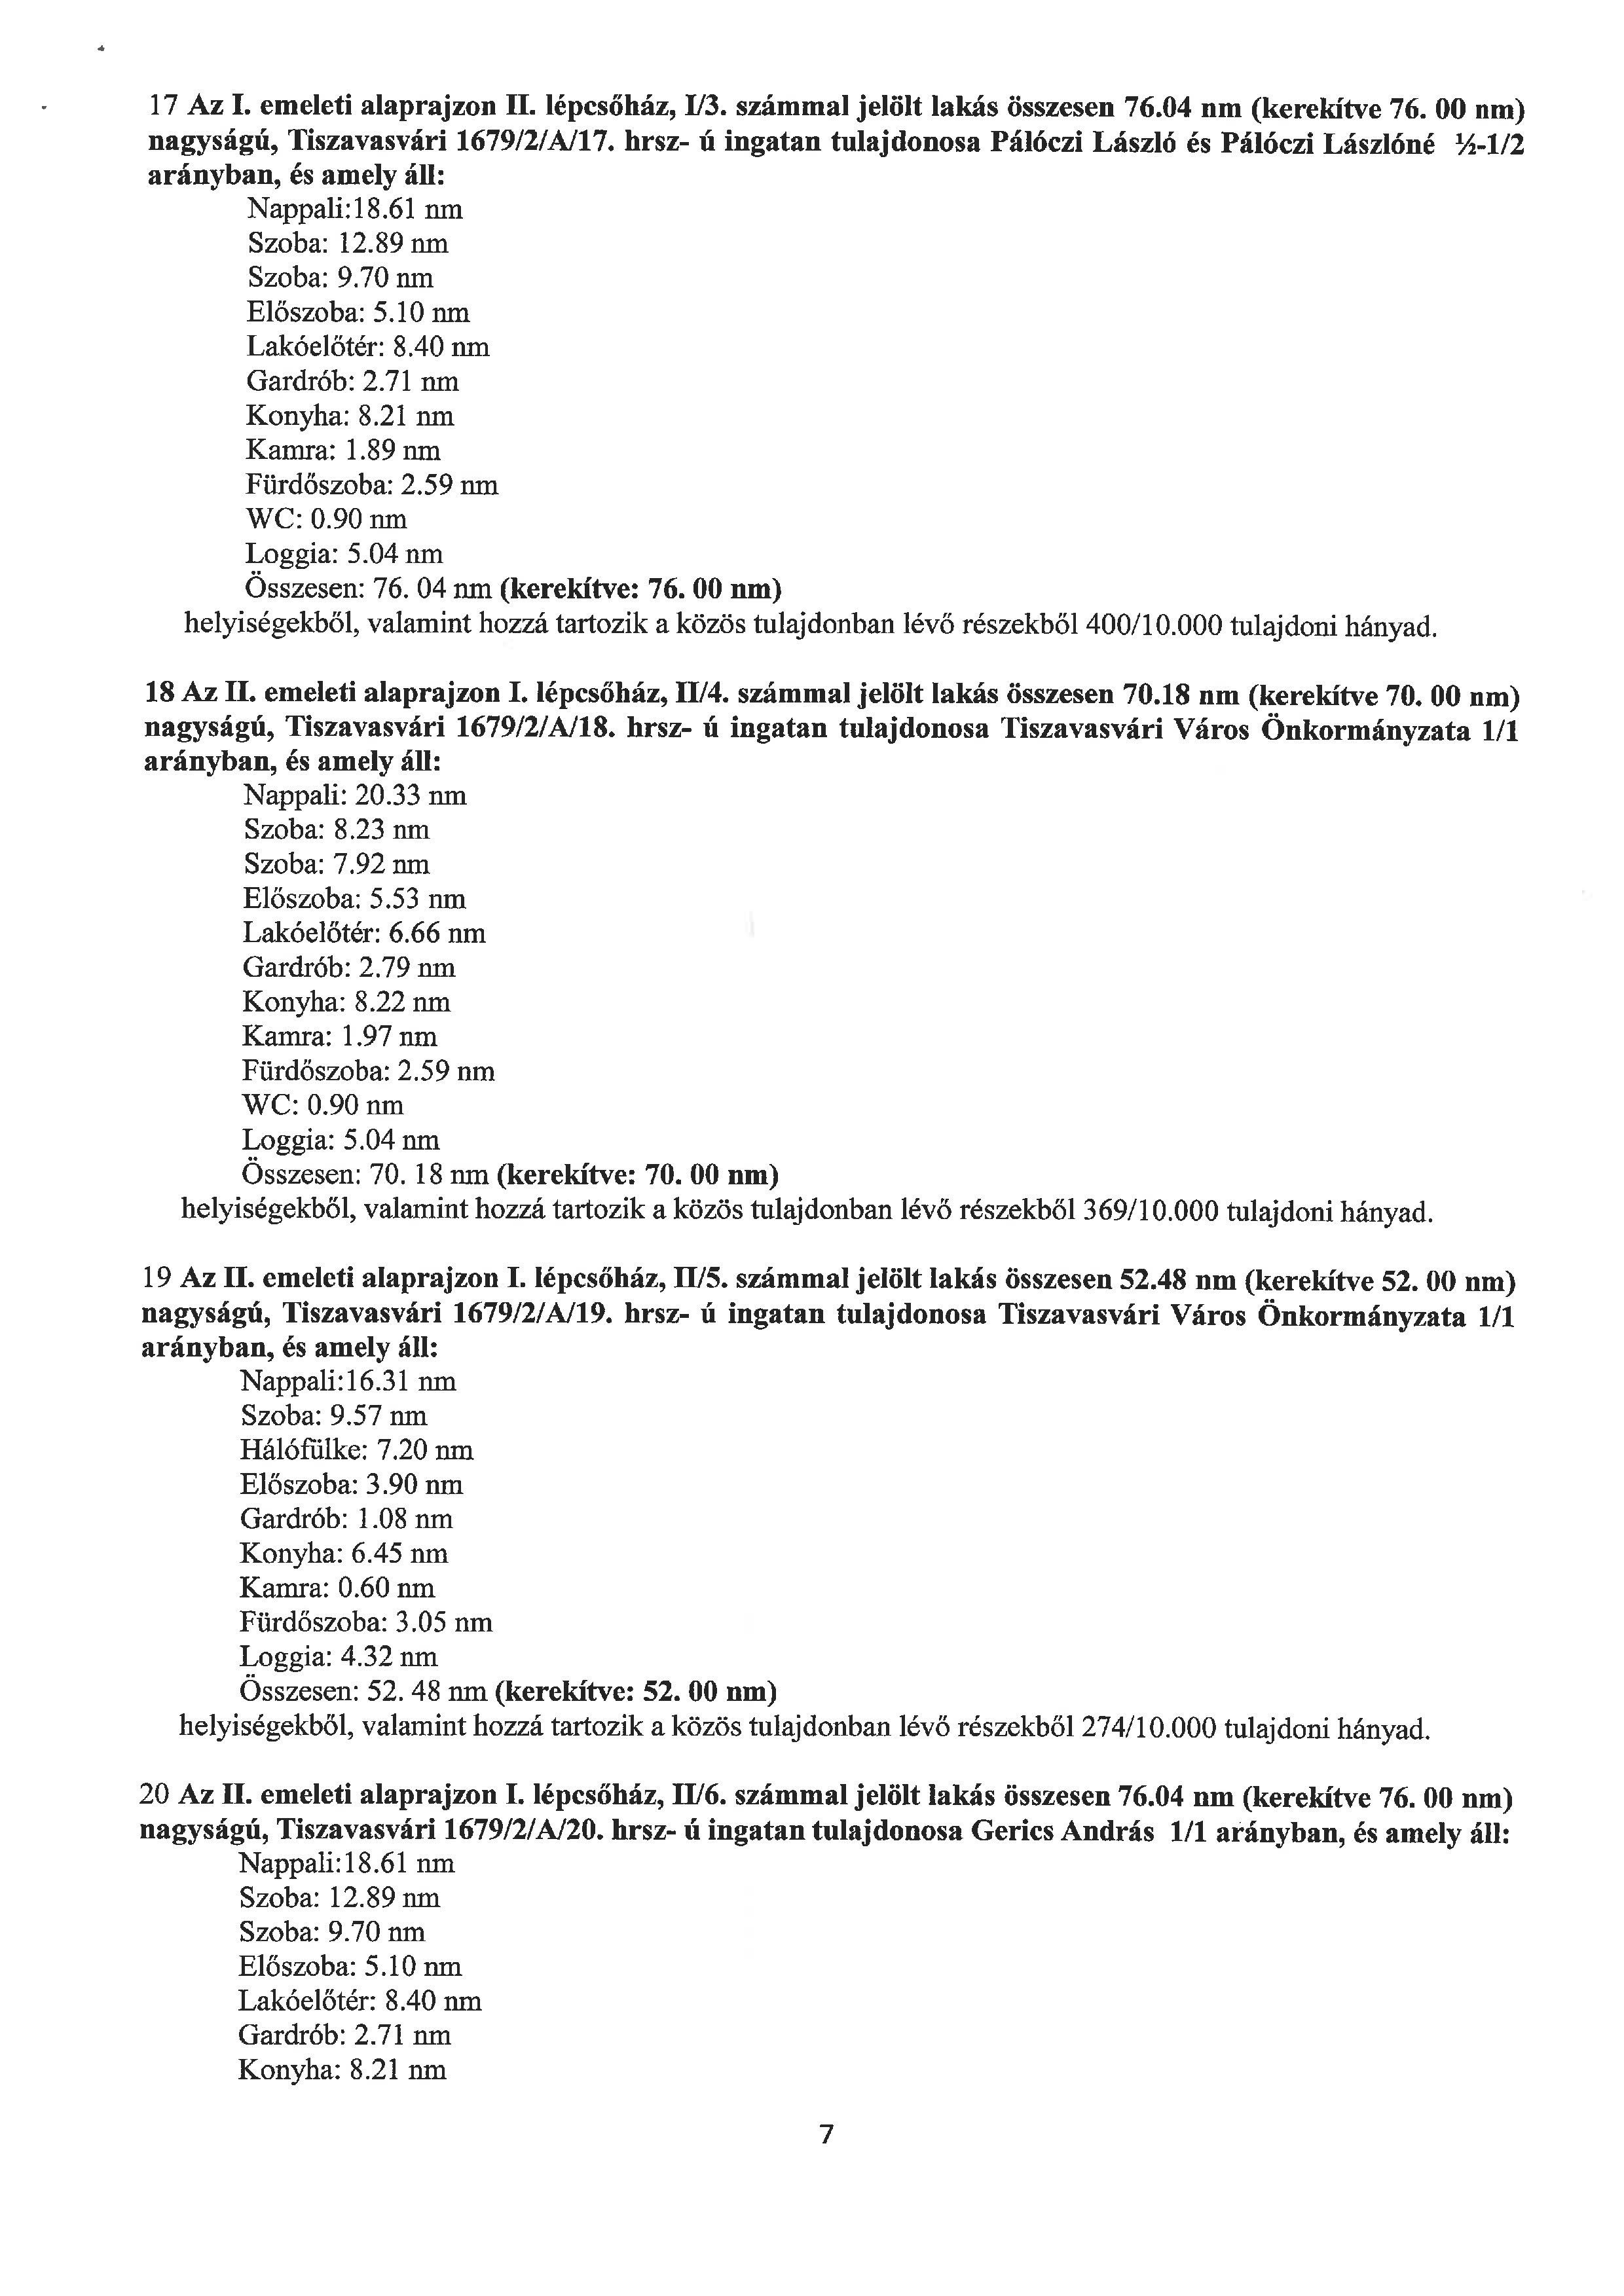 17 Az I. emeleti alaprajzon II. lépcsőház, I/3. számmal jelölt lakás összesen 76.04 nm (kerekítve 76. 00 nm)
nagyságú, Tiszavasvári 1679/2/A/17. hrsz- ú ingatan tulajdonosa Pálóczi László és Pálóczi Lászlóné ½-1/2
arányban, és amely áll:
Nappali:18.61 nm
Szoba: 12.89 nm
Szoba: 9.70 nm
Előszoba: 5.10 nm
Lakóelőtér: 8.40 nm
Gardrób: 2.71 nm
Konyha: 8.21 nm
Kamra: 1.89 nm
Fürdőszoba: 2.59 nm
WC: 0.90 nm
Loggia: 5.04 nm
Összesen: 76. 04 nm (kerekítve: 76. 00 nm)
helyiségekből, valamint hozzá tartozik a közös tulajdonban lévő részekből 400/10.000 tulajdoni hányad.
18 Az II. emeleti alaprajzon I. lépcsőház, II/4. számmal jelölt lakás összesen 70.18 nm (kerekítve 70. 00 nm)
nagyságú, Tiszavasvári 1679/2/A/18. hrsz- ú ingatan tulajdonosa Tiszavasvári Város Önkormányzata 1/1
arányban, és amely áll:
Nappali: 20.33 nm
Szoba: 8.23 nm
Szoba: 7.92 nm
Előszoba: 5.53 nm
Lakóelőtér: 6.66 nm
Gardrób: 2.79 nm
Konyha: 8.22 nm
Kamra: 1.97 nm
Fürdőszoba: 2.59 nm
WC: 0.90 nm
Loggia: 5.04 nm
Összesen: 70. 18 nm (kerekítve: 70. 00 nm)
helyiségekből, valamint hozzá tartozik a közös tulajdonban lévő részekből 369/10.000 tulajdoni hányad.
19 Az II. emeleti alaprajzon I. lépcsőház, II/5. számmal jelölt lakás összesen 52.48 nm (kerekítve 52. 00 nm)
nagyságú, Tiszavasvári 1679/2/A/19. hrsz- ú ingatan tulajdonosa Tiszavasvári Város Önkormányzata 1/1
arányban, és amely áll:
Nappali:16.31 nm
Szoba: 9.57 nm
Hálófülke: 7.20 nm
Előszoba: 3.90 nm
Gardrób: 1.08 nm
Konyha: 6.45 nm
Kamra: 0.60 nm
Fürdőszoba: 3.05 nm
Loggia: 4.32 nm
Összesen: 52. 48 nm (kerekítve: 52. 00 nm)
helyiségekből, valamint hozzá tartozik a közös tulajdonban lévő részekből 274/10.000 tulajdoni hányad.
20 Az II. emeleti alaprajzon I. lépcsőház, II/6. számmal jelölt lakás összesen 76.04 nm (kerekítve 76. 00 nm)
nagyságú, Tiszavasvári 1679/2/A/20. hrsz- ú ingatan tulajdonosa Gerics András 1/1 arányban, és amely áll:
Nappali:18.61 nm
Szoba: 12.89 nm
Szoba: 9.70 nm
Előszoba: 5.10 nm
Lakóelőtér: 8.40 nm
Gardrób: 2.71 nm
Konyha: 8.21 nm
7